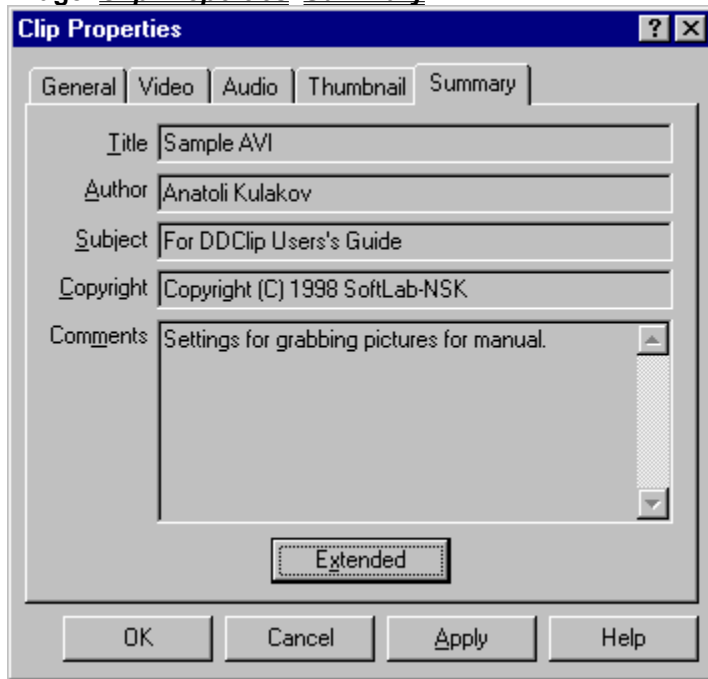 Clip Properties
General Video Audio Thumbnail Summary
Title Sample AVI
Author Anatoli Kulakov
Subject For DDClip Users's Guide
Copyright Copyright (C) 1998 SoftLab-NSK
Comments Settings for grabbing pictures for manual.
Extended
OK Cancel Apply Help